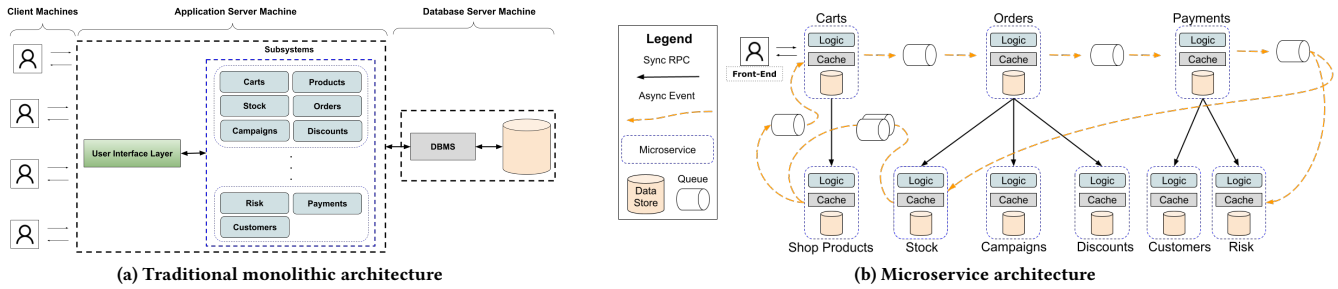 Client Machines
Application Server Machine
Database Server Machine
Subsystems
Carts
Products
Stock
Orders
Campaigns
Discounts
User Interface Layer
DBMS
Risk
Payments
Customers
(a) Traditional monolithic architecture
Legend
Sync RPC
Async Event
Microservice
Queue
Data
Store
Front-End
Carts
Logic
Cache
Orders
Logic
Cache
Payments
Logic
Cache
Logic
Cache
Shop Products
Logic
Cache
Stock
Logic
Cache
Campaigns
Logic
Cache
Discounts
Logic
Cache
Customers
Logic
Cache
Risk
(b) Microservice architecture